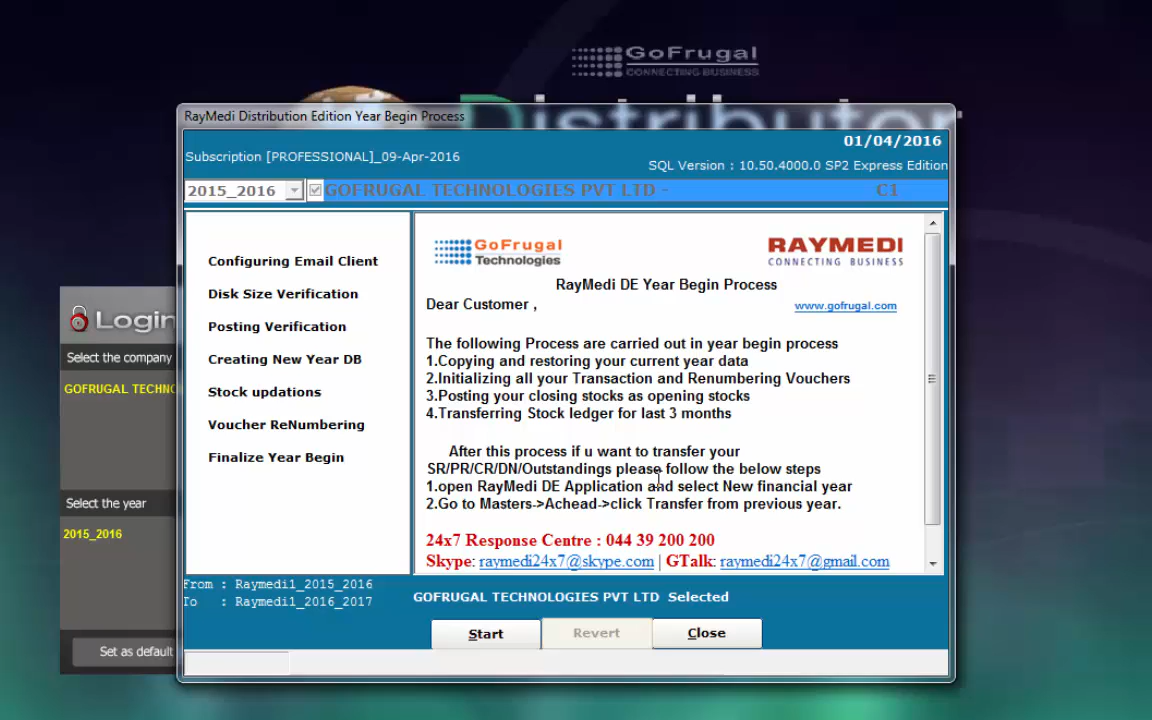 GoFrugal
CONNECTING BUSINESS
Distributor
RayMedi Distribution Edition Year Begin Process
01/04/2016
Subscription [PROFESSIONAL]_09-Apr-2016
SQL Version : 10.50.4000.0 SP2 Express Edition
2015_2016
GOFRUGAL TECHNOLOGIES PVT LTD - C1
Configuring Email Client
Disk Size Verification
Posting Verification
Creating New Year DB
Stock updations
Voucher ReNumbering
Finalize Year Begin
GoFrugal
Technologies
RAYMEDI
CONNECTING BUSINESS
RayMedi DE Year Begin Process
Dear Customer ,
www.gofrugal.com
The following Process are carried out in year begin process
1.Copying and restoring your current year data
2.Initializing all your Transaction and Renumbering Vouchers
3.Posting your closing stocks as opening stocks
4.Transferring Stock ledger for last 3 months
After this process if u want to transfer your
SR/PR/CR/DN/Outstandings please follow the below steps
1.open RayMedi DE Application and select New financial year
2.Go to Masters->Achead->click Transfer from previous year.
24x7 Response Centre : 044 39 200 200
Skype: raymedi24x7@skype.com | GTalk: raymedi24x7@gmail.com
From : Raymedi1_2015_2016
To : Raymedi1_2016_2017
GOFRUGAL TECHNOLOGIES PVT LTD Selected
Start
Revert
Close
Login
Select the company
GOFRUGAL TECHNO
Select the year
2015_2016
Set as default